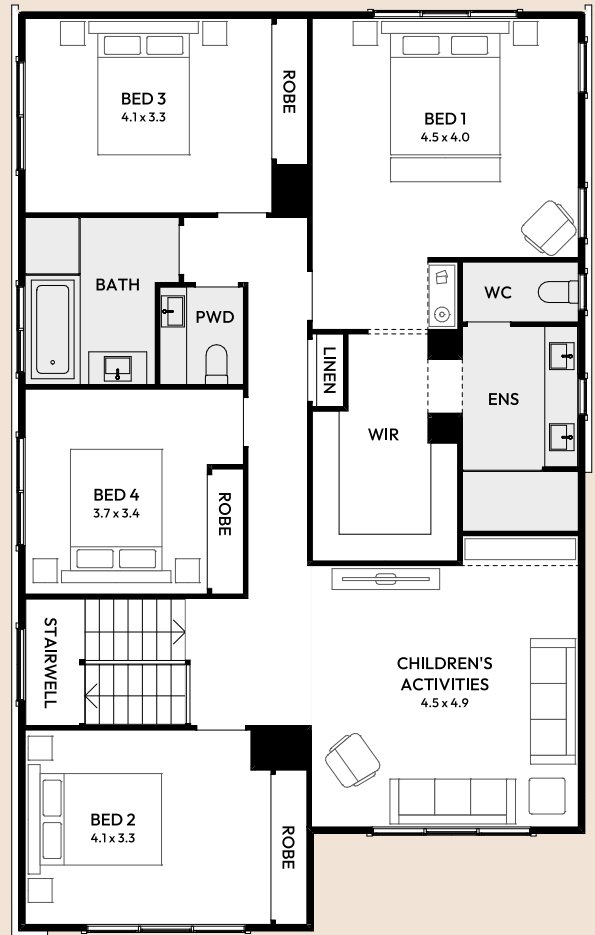 BED 3
4.1 x 3.3
ROBE
BED 1
4.5 x 4.0
BATH
WC
PWD
LINEN
ENS
WIR
BED 4
3.7 x 3.4
ROBE
STAIRWELL
CHILDREN'S
ACTIVITIES
4.5 x 4.9
BED 2
4.1 x 3.3
ROBE